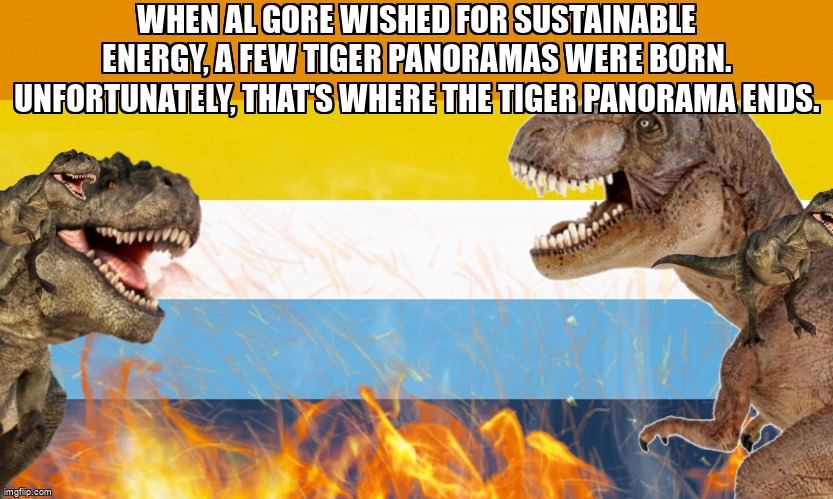 WHEN AL GORE WISHED FOR SUSTAINABLE
ENERGY, A FEW TIGER PANORAMAS WERE BORN.
UNFORTUNATELY, THAT'S WHERE THE TIGER PANORAMA ENDS.
imgflip.com